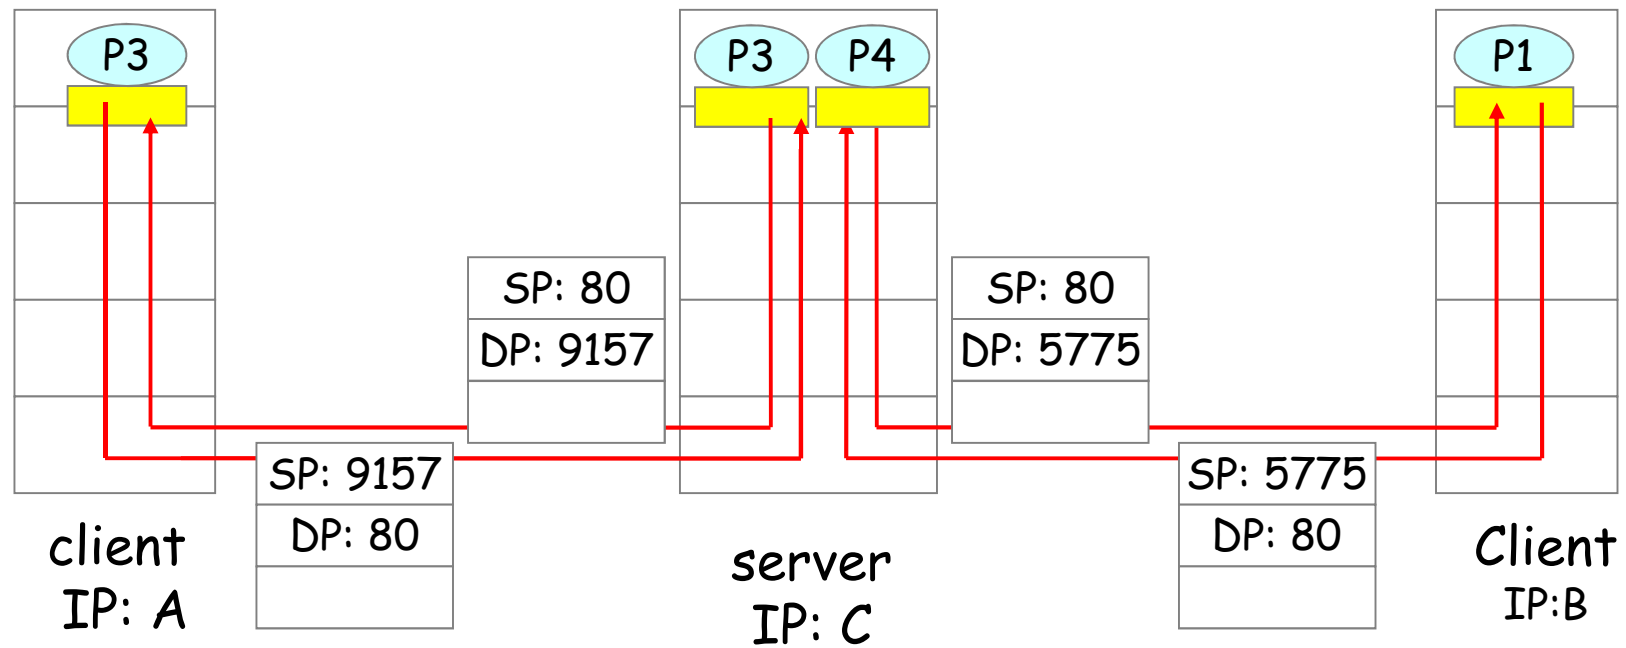 P3
P3
P4
P1
SP: 80
DP: 9157
SP: 80
DP: 5775
SP: 9157
DP: 80
SP: 5775
DP: 80
client
IP: A
server
IP: C
Client
IP:B